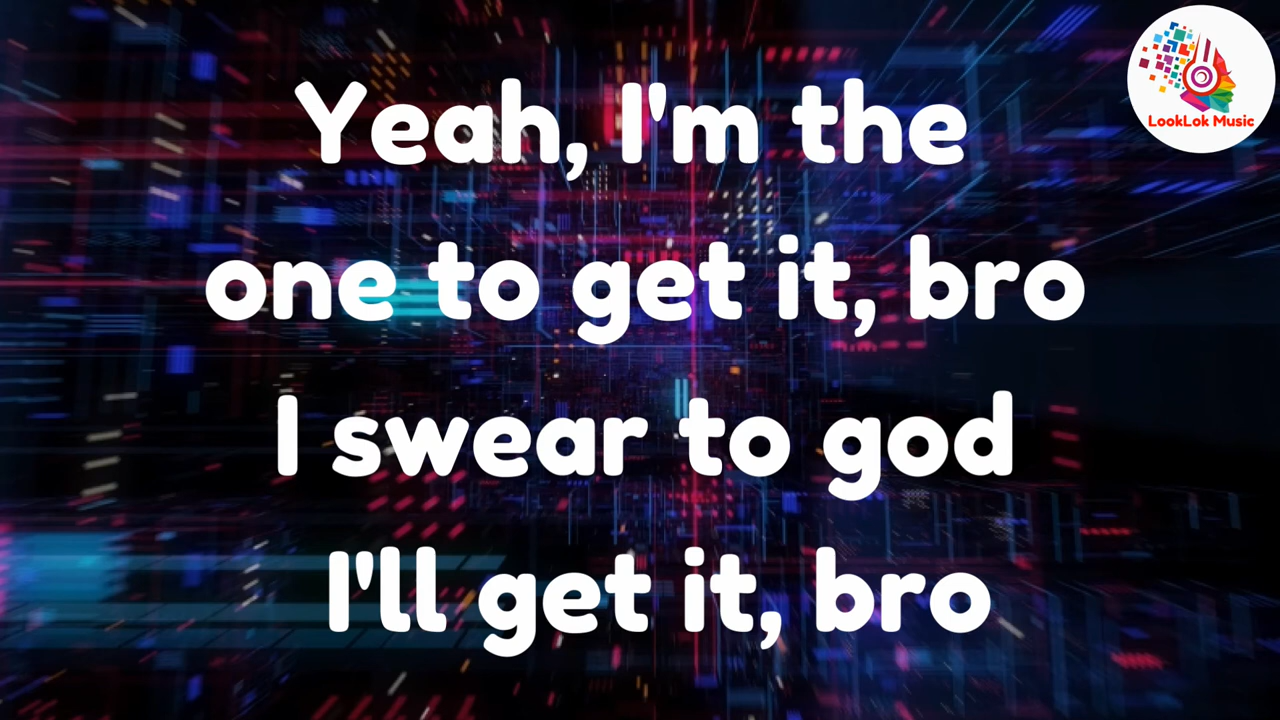 LookLok Music
Yeah, I'm the
one to get it, bro
I swear to god
I'll get it, bro